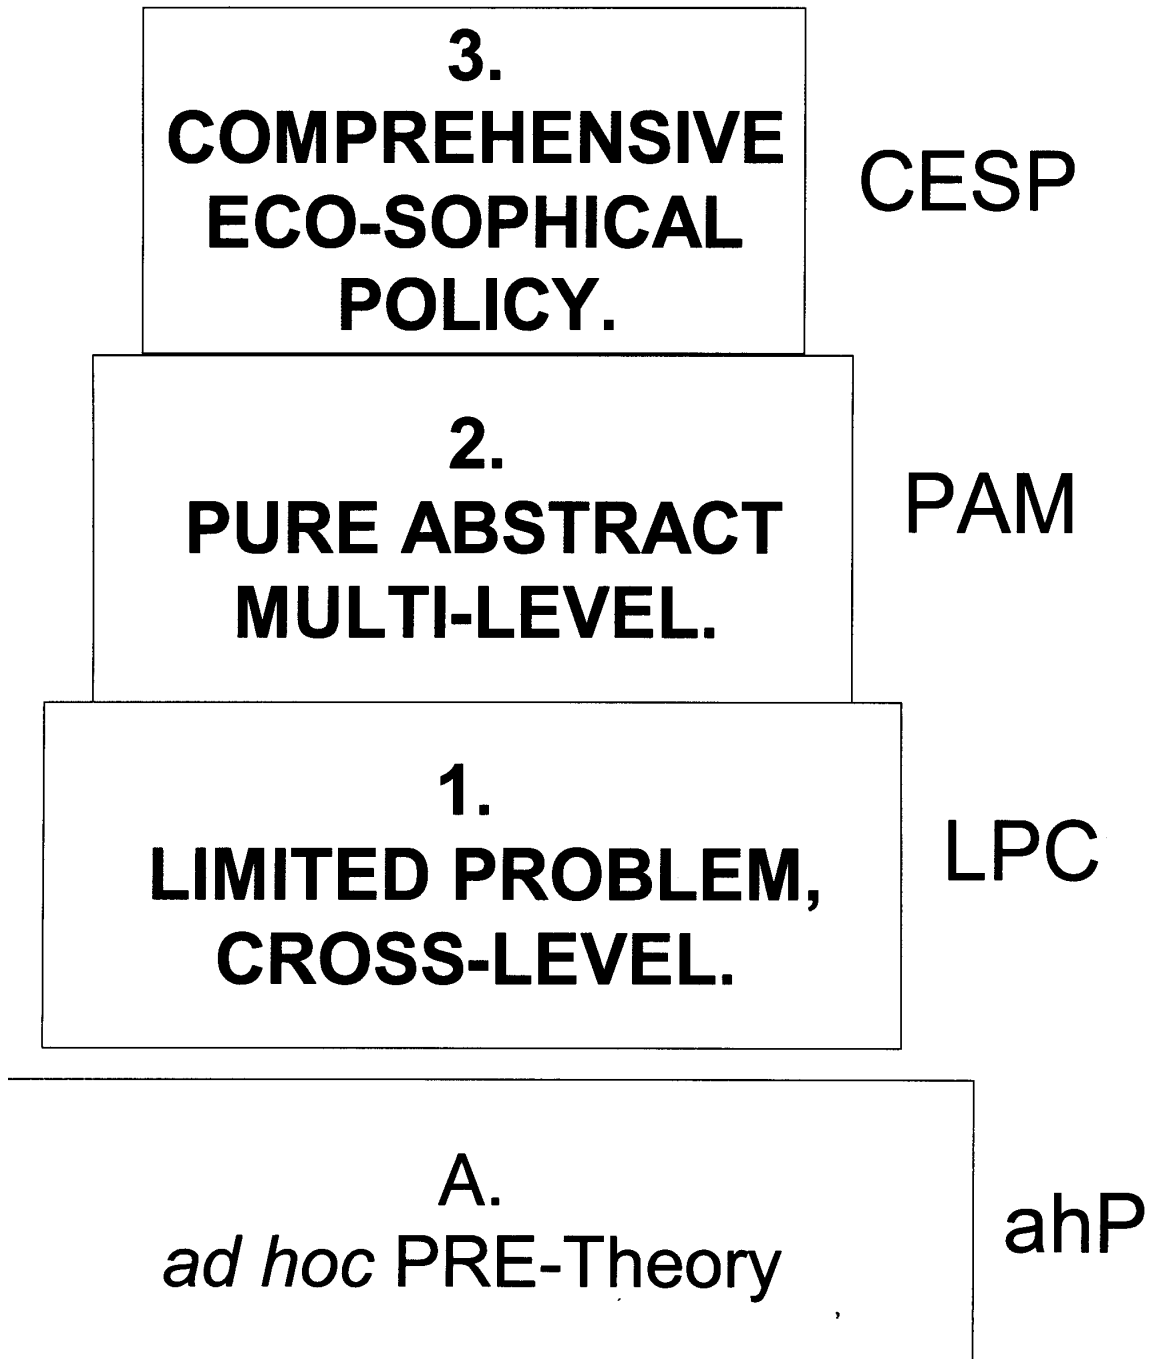 3.
COMPREHENSIVE
ECO-SOPHICAL
POLICY.
CESP
2.
PURE ABSTRACT
MULTI-LEVEL.
PAM
1.
LIMITED PROBLEM,
CROSS-LEVEL.
LPC
A.
ad hoc PRE-Theory
ahP